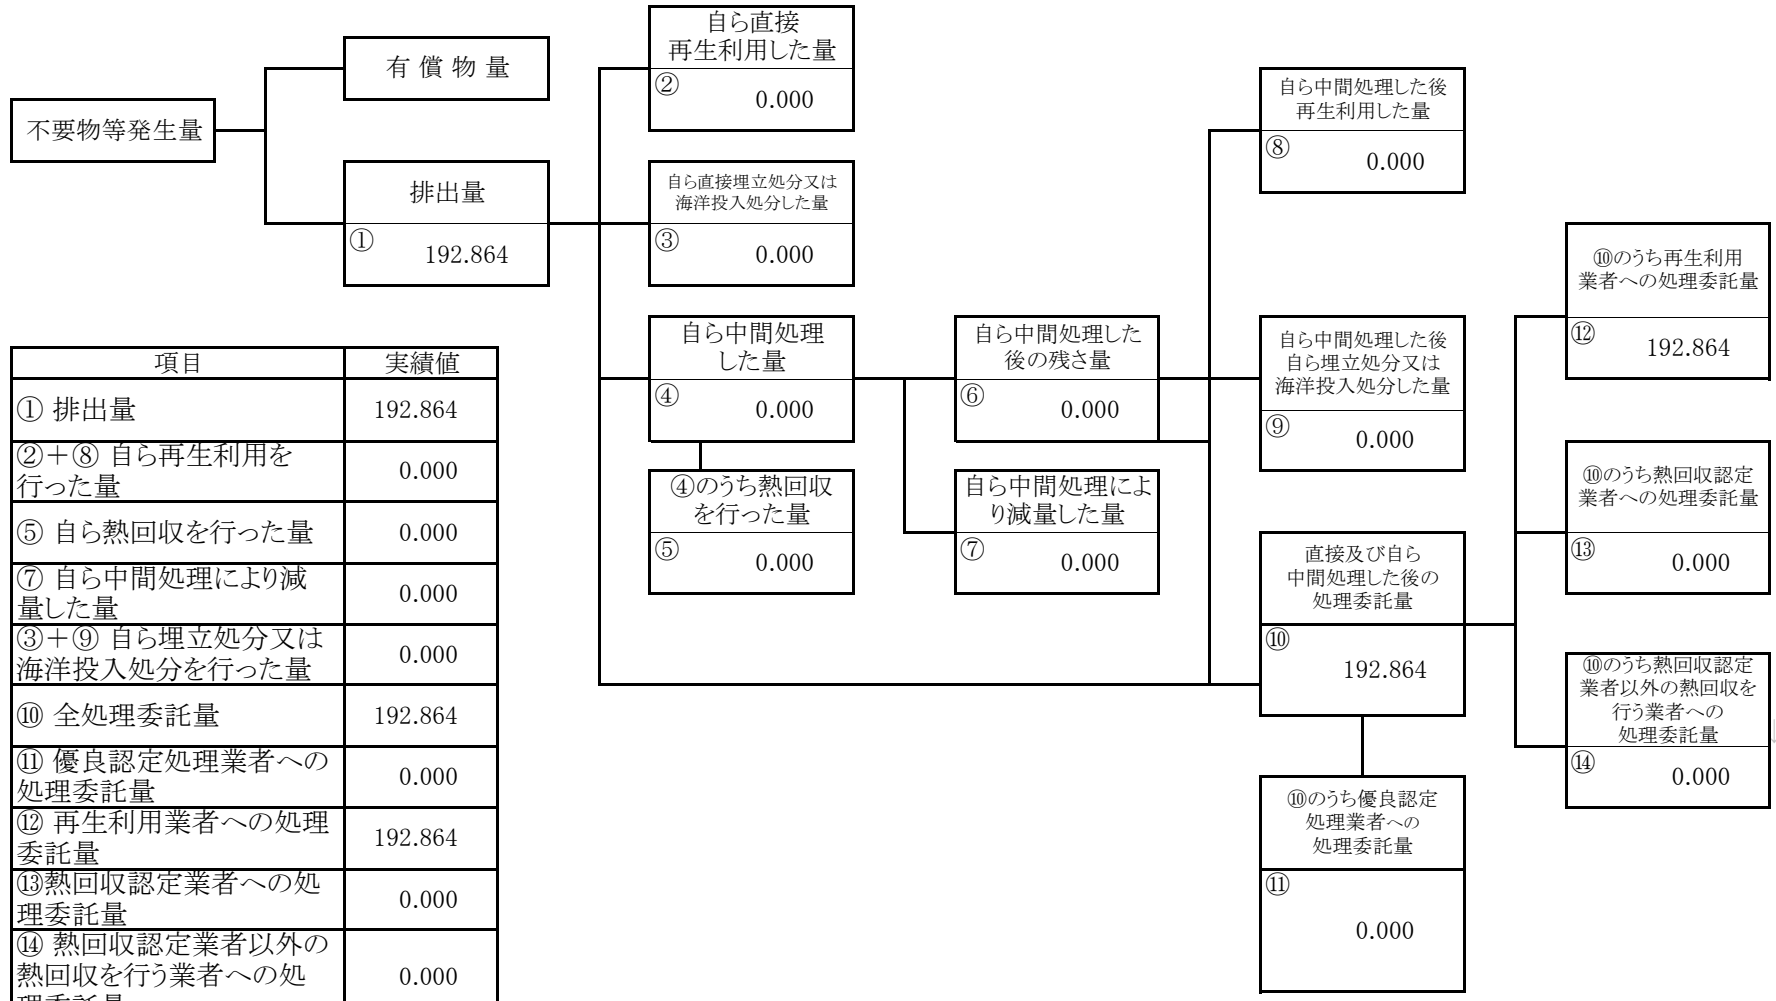 不要物等発生量
有償物量
排出量
①
192.864
自ら直接
再生利用した量
②
0.000
自ら直接埋立処分又は
海洋投入処分した量
③
0.000
自ら中間処理
した量
④
0.000
④のうち熱回収
を行った量
⑤
0.000
自ら中間処理した
後の残さ量
⑥
0.000
自ら中間処理によ
り減量した量
⑦
0.000
自ら中間処理した後
再生利用した量
⑧
0.000
自ら中間処理した後
自ら埋立処分又は
海洋投入処分した量
⑨
0.000
直接及び自ら
中間処理した後の
処理委託量
⑩
192.864
⑩のうち優良認定
処理業者への
処理委託量
⑪
0.000
⑩のうち再生利用
業者への処理委託量
⑫
192.864
⑩のうち熱回収認定
業者への処理委託量
⑬
0.000
⑩のうち熱回収認定
業者以外の熱回収を
行う業者への
処理委託量
⑭
0.000
項目 実績値
① 排出量 192.864
②＋⑧ 自ら再生利用を
行った量 0.000
⑤ 自ら熱回収を行った量 0.000
⑦ 自ら中間処理により減
量した量 0.000
③＋⑨ 自ら埋立処分又は
海洋投入処分を行った量 0.000
⑩ 全処理委託量 192.864
⑪ 優良認定処理業者への
処理委託量 0.000
⑫ 再生利用業者への処理
委託量 192.864
⑬熱回収認定業者への処
理委託量 0.000
⑭ 熱回収認定業者以外の
熱回収を行う業者への処 0.000
理委託量